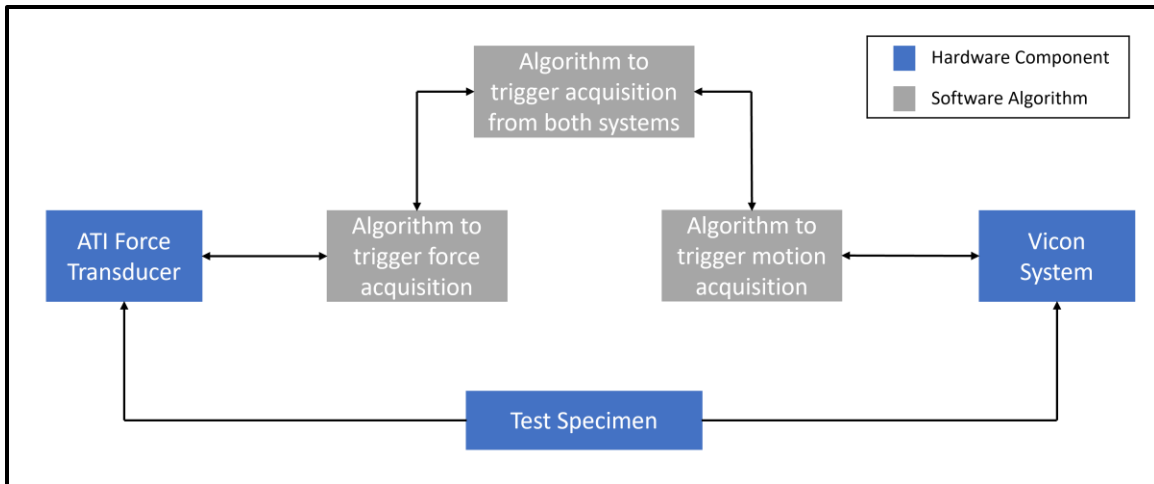 Algorithm to
trigger acquisition
from both systems
Hardware Component
Software Algorithm
ATI Force
Transducer
Algorithm to
trigger force
acquisition
Algorithm to
trigger motion
acquisition
Vicon
System
Test Specimen